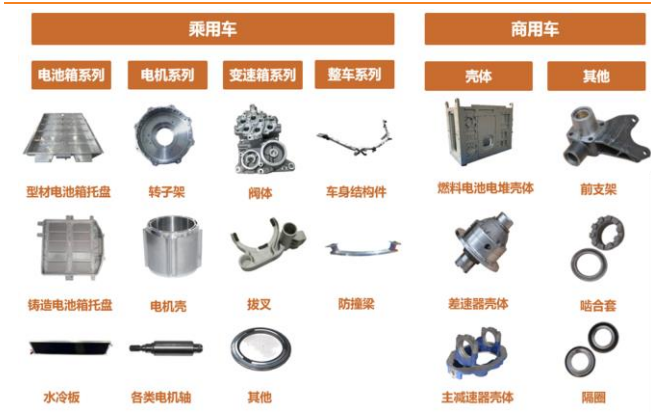 乘用车
商用车
电池箱系列
电机系列
变速箱系列
整车系列
壳体
其他
型材电池箱托盘
转子架
阀体
车身结构件
燃料电池电堆壳体
前支架
铸造电池箱托盘
电机壳
拔叉
防撞梁
差速器壳体
啮合套
水冷板
各类电机轴
其他
主减速器壳体
隔圈